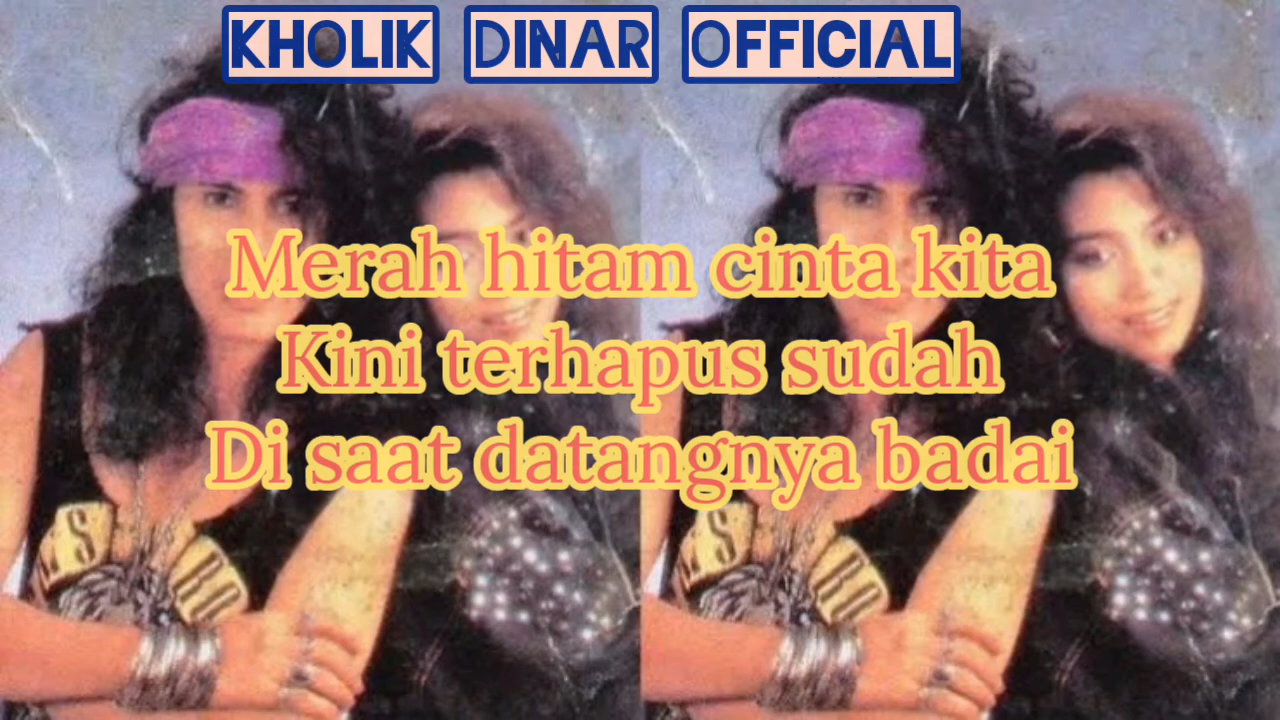 KHOLIK DINAR OFFICIAL
Merah hitam cinta kita
Kini terhapus sudah
Di saat datangnya badai